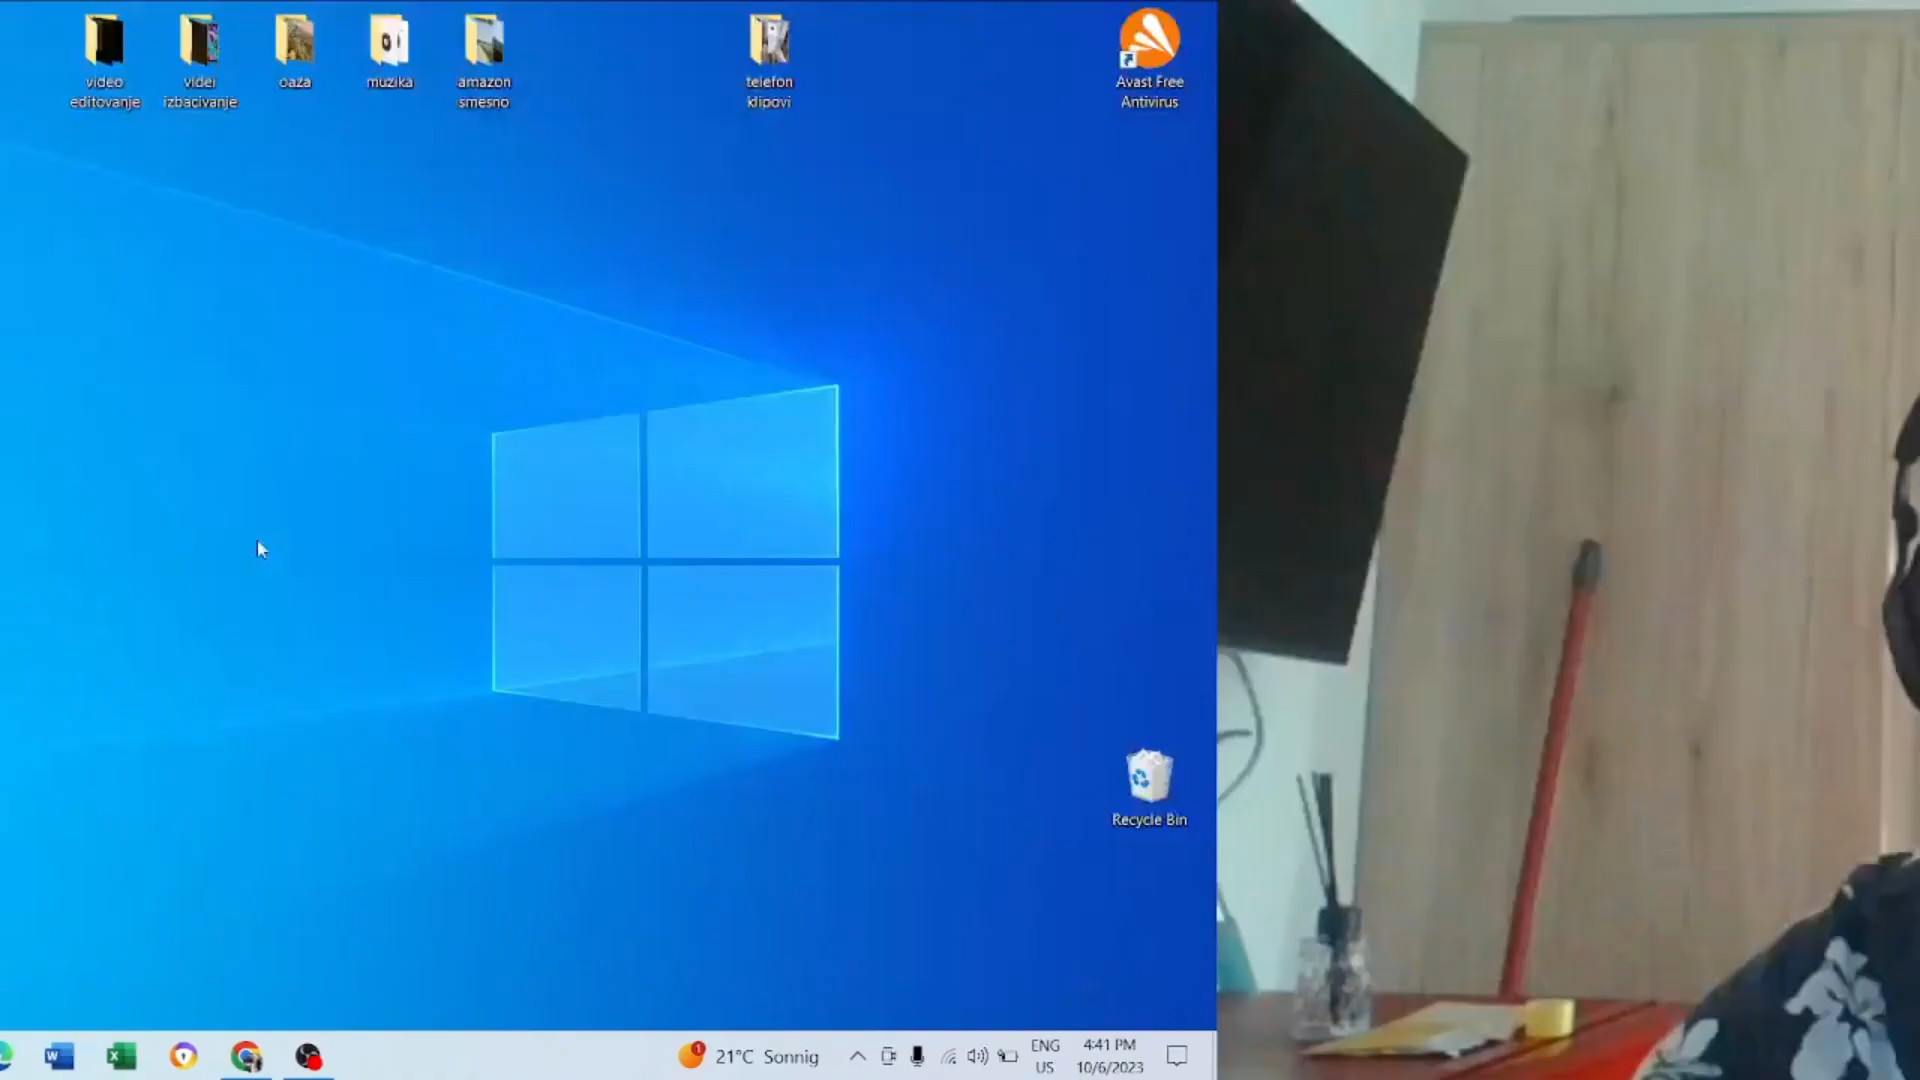 video
editovanje
videi
izbacivanje
oaza
muzika
amazon
smesno
telefon
klipovi
Avast Free
Antivirus
Recycle Bin
21°C Sonnig
ENG
US
4:41 PM
10/6/2023